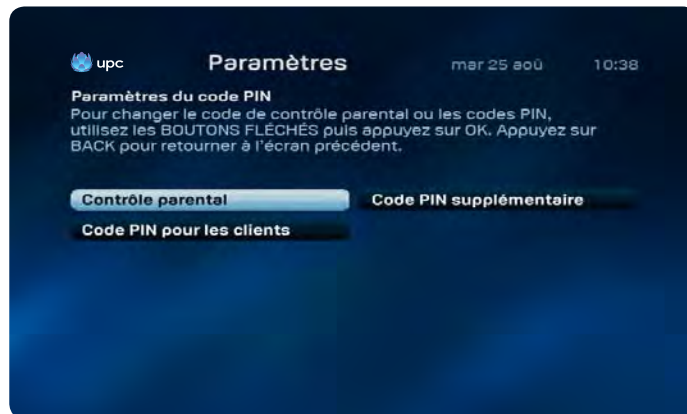 upc Paramètres mar 25 aoû 10:38
Paramètres du code PIN
Pour changer le code de contrôle parental ou les codes PIN,
utilisez les BOUTONS FLÉCHÉS puis appuyez sur OK. Appuyez sur
BACK pour retourner à l'écran précédent.
Contrôle parental Code PIN supplémentaire
Code PIN pour les clients